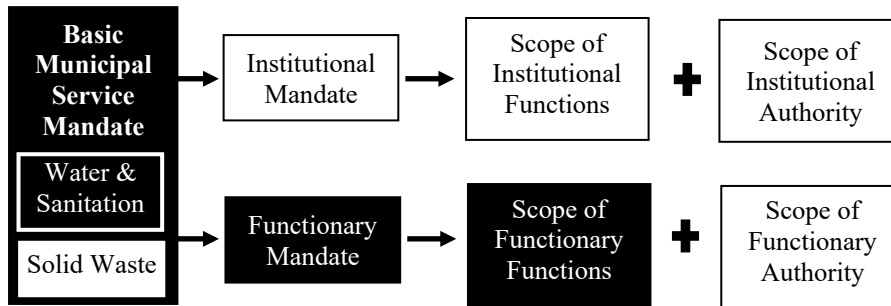 Basic
Municipal
Service
Mandate
Water &
Sanitation
Solid Waste
Institutional
Mandate
Scope of
Institutional
Functions
Scope of
Institutional
Authority
Functionary
Mandate
Scope of
Functionary
Functions
Scope of
Functionary
Authority